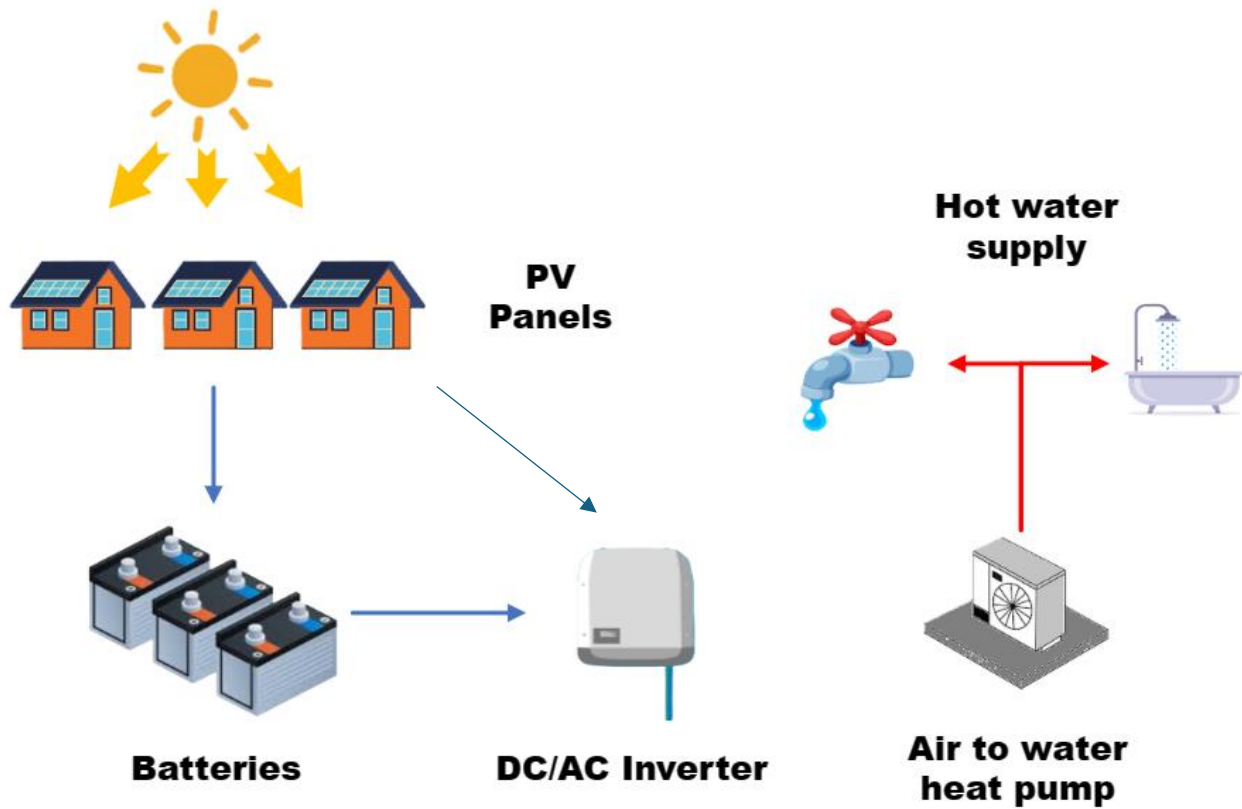 Hot water
supply
PV
Panels
Batteries
DC/AC Inverter
Air to water
heat pump